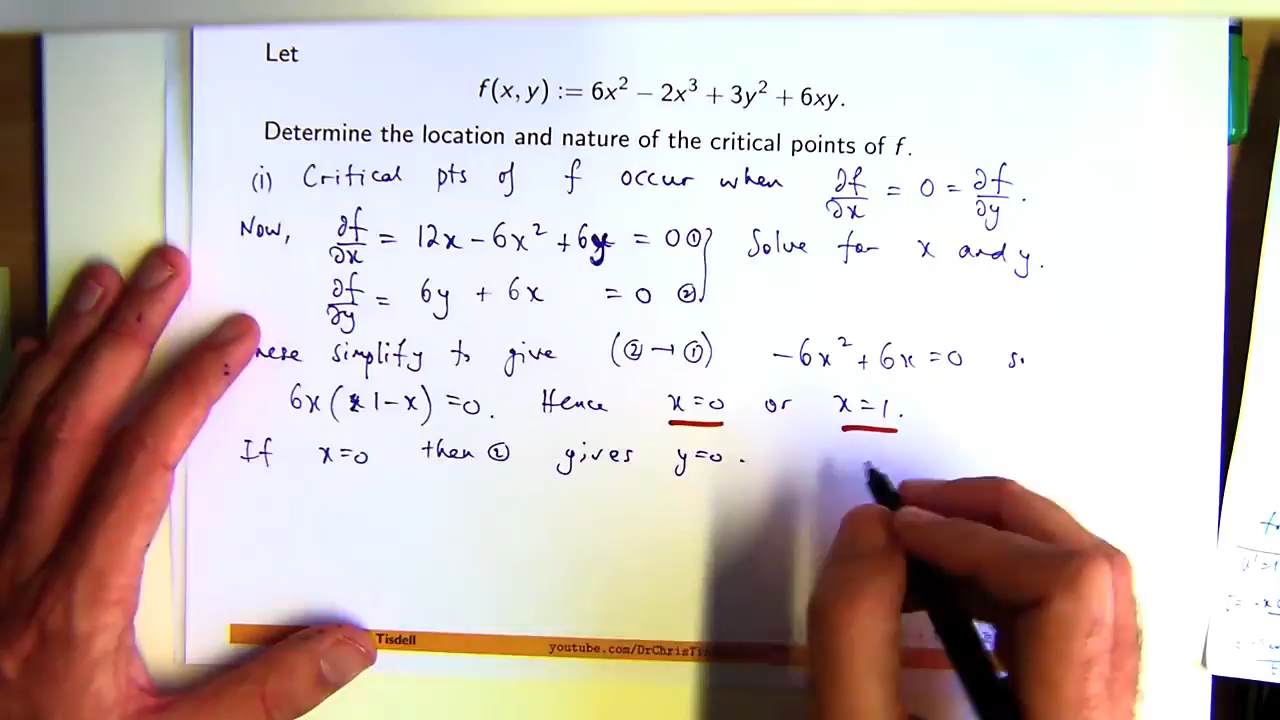 Let
f(x, y) := 6x² − 2x³ + 3y² + 6xy.
Determine the location and nature of the critical points of f.
(i) Critical pts of f occur when ∂f/∂x = 0 = ∂f/∂y.
Now, ∂f/∂x = 12x − 6x² + 6y = 0 ① } Solve for x and y.
∂f/∂y = 6y + 6x = 0 ②
simplify to give (② → ①) −6x² + 6x = 0 so
6x(1−x) = 0. Hence x=0 or x=1.
If x=0 then ② gives y=0.
Tisdell
youtube.com/DrChrisTi